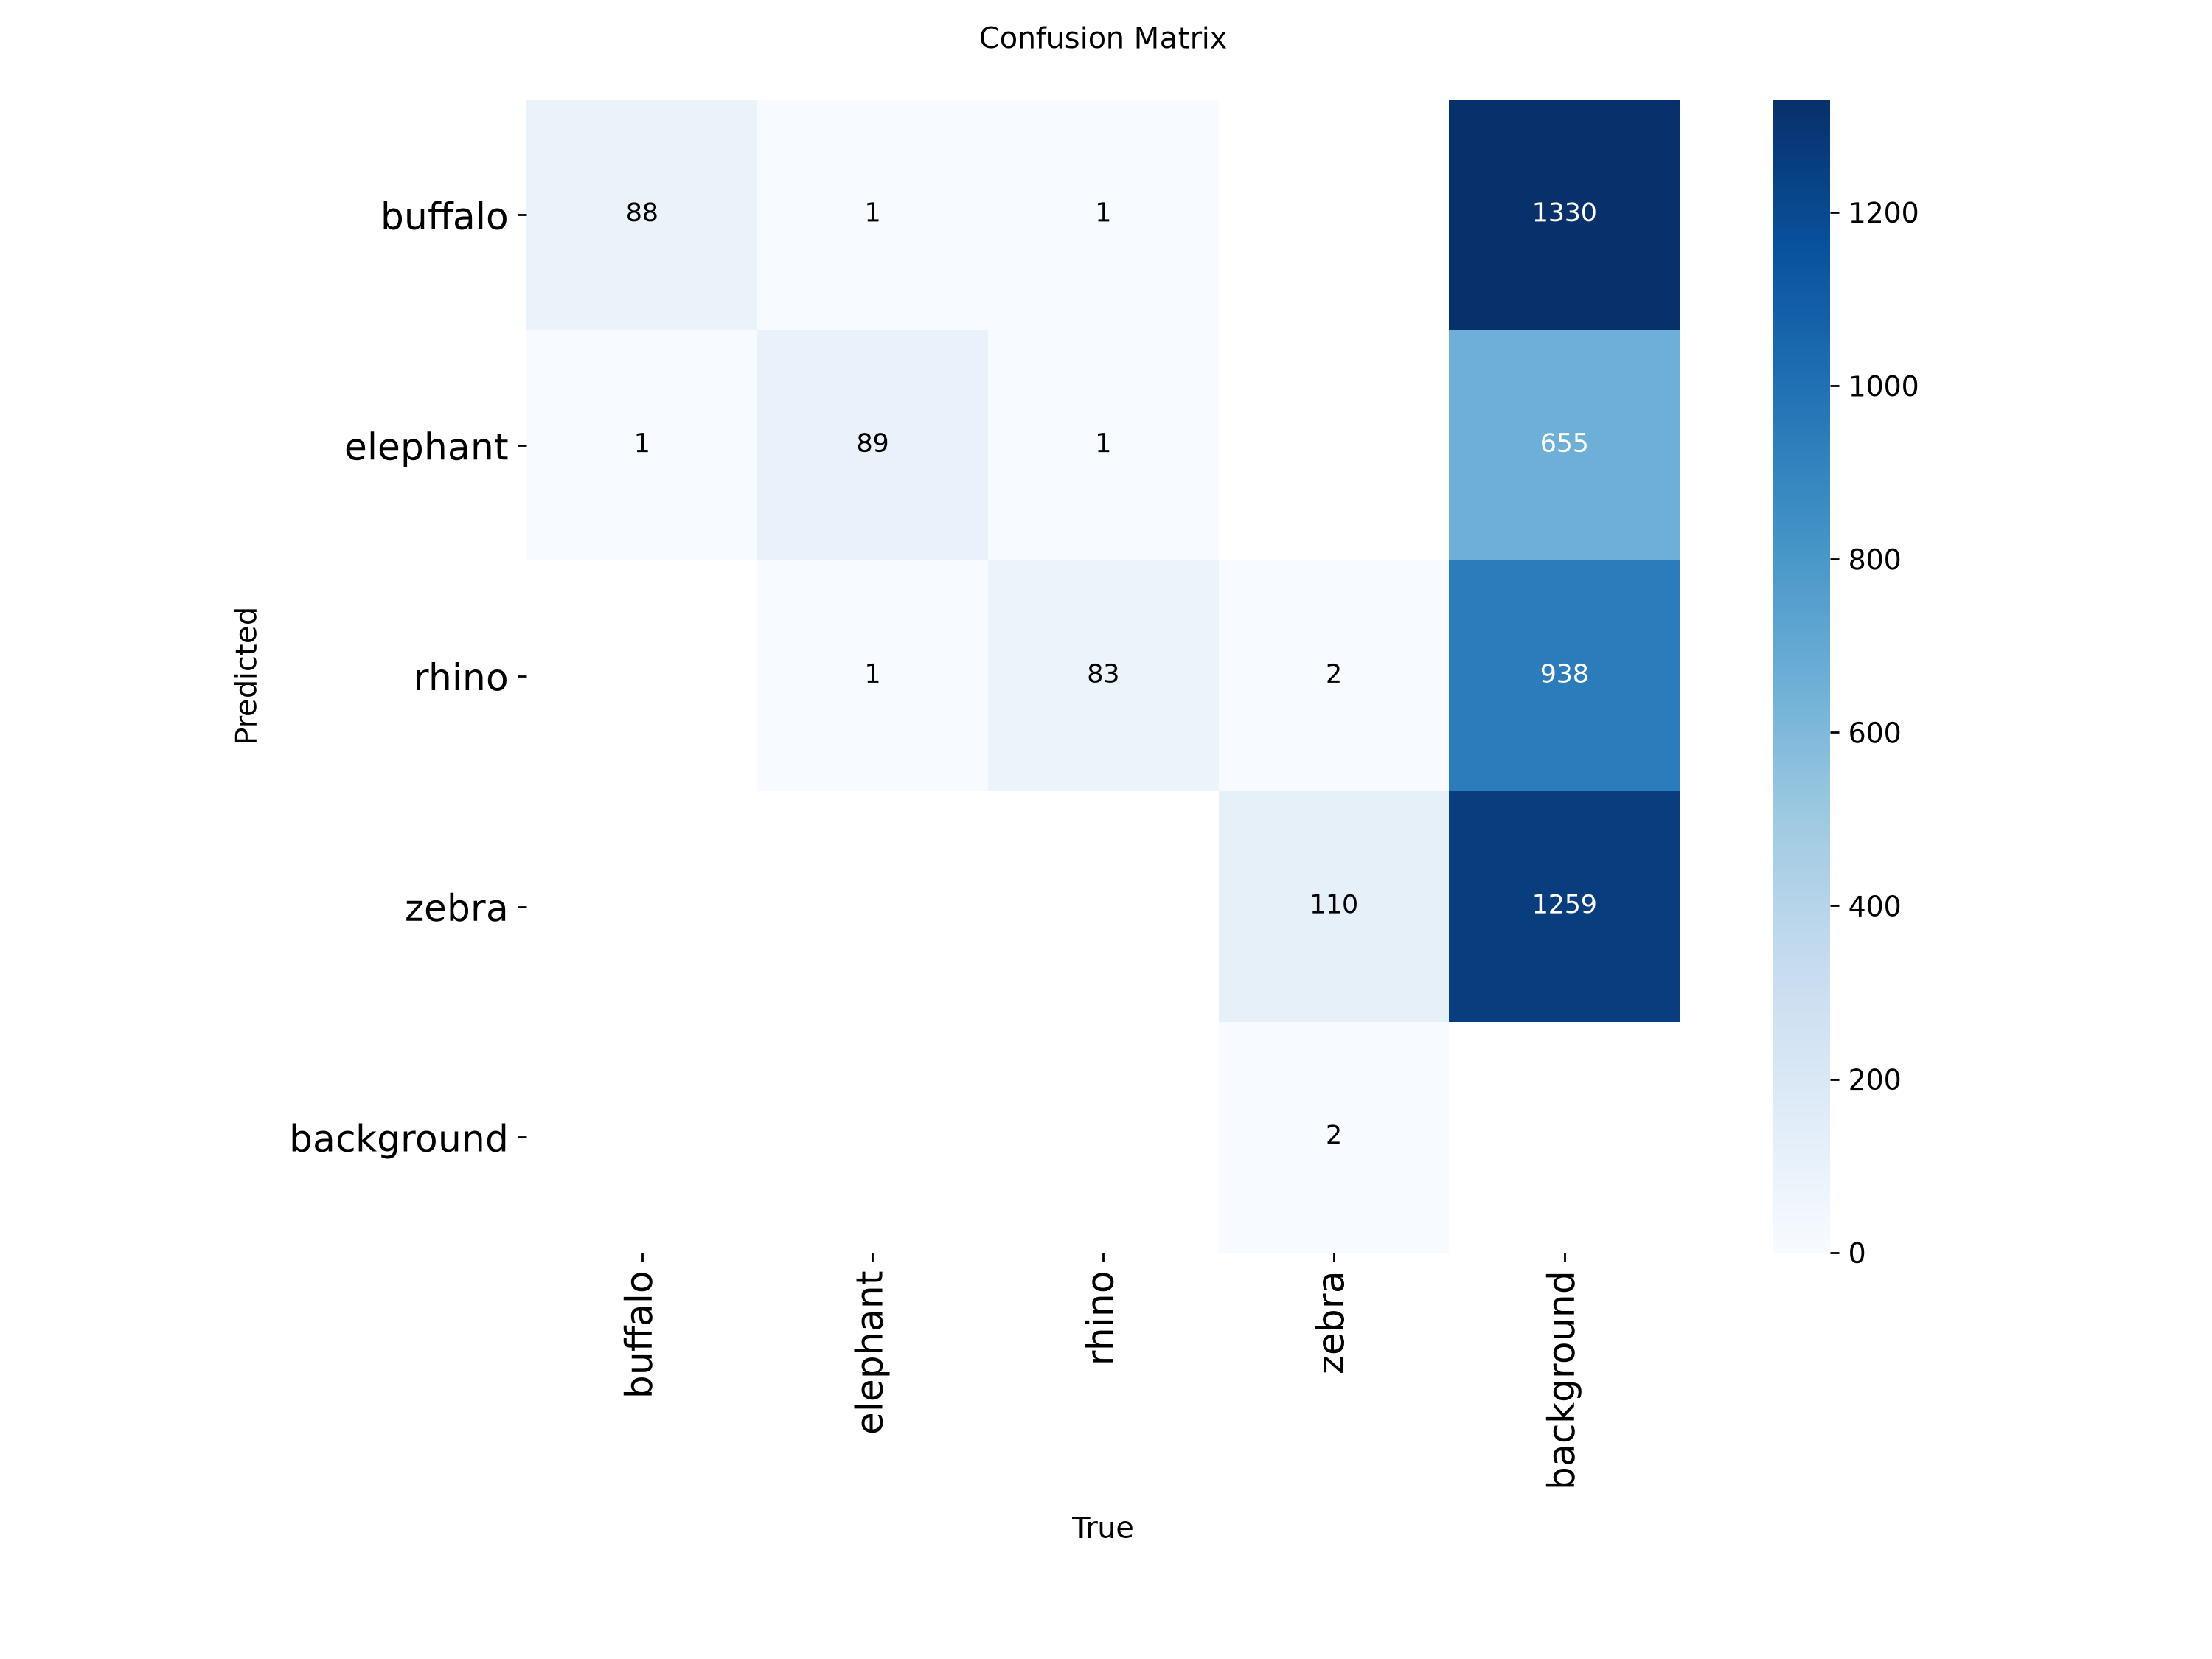 Confusion Matrix
buffalo 88 1 1 1330
elephant 1 89 1 655
rhino 1 83 2 938
zebra 110 1259
background 2
buffalo elephant rhino zebra background
Predicted
True
1200
1000
800
600
400
200
0